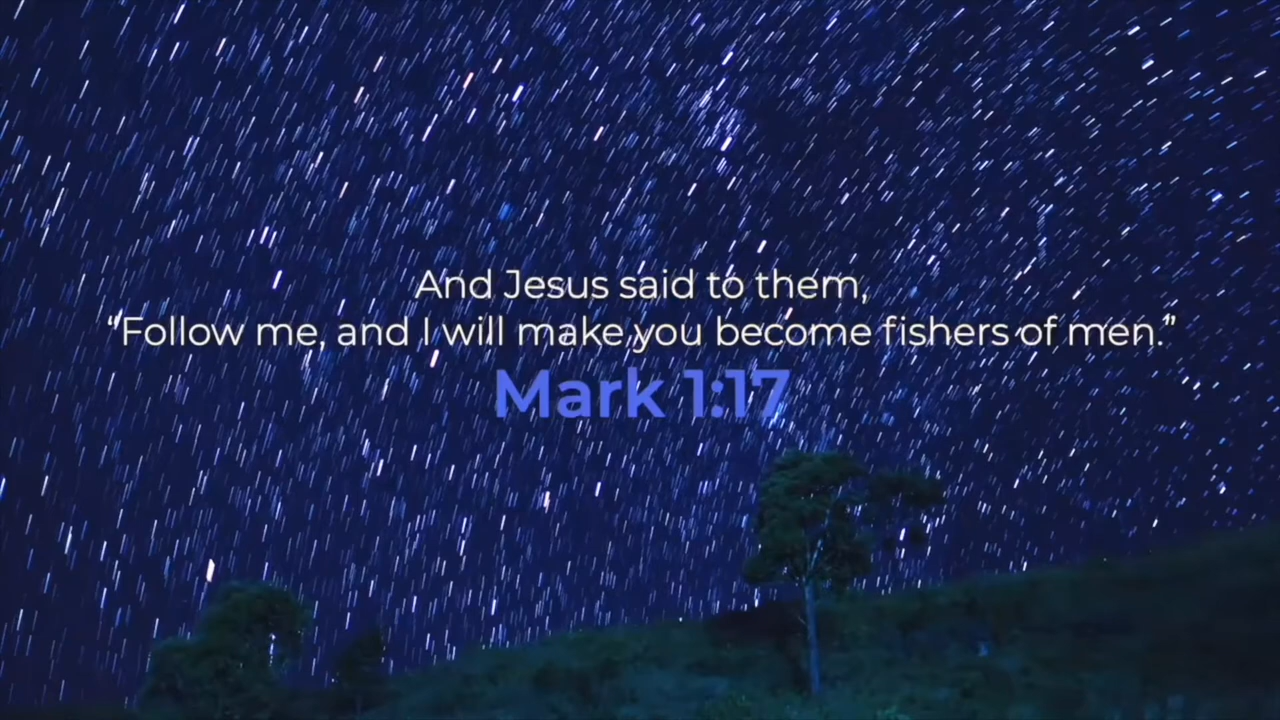 And Jesus said to them,
“Follow me, and I will make you become fishers of men.”
Mark 1:17